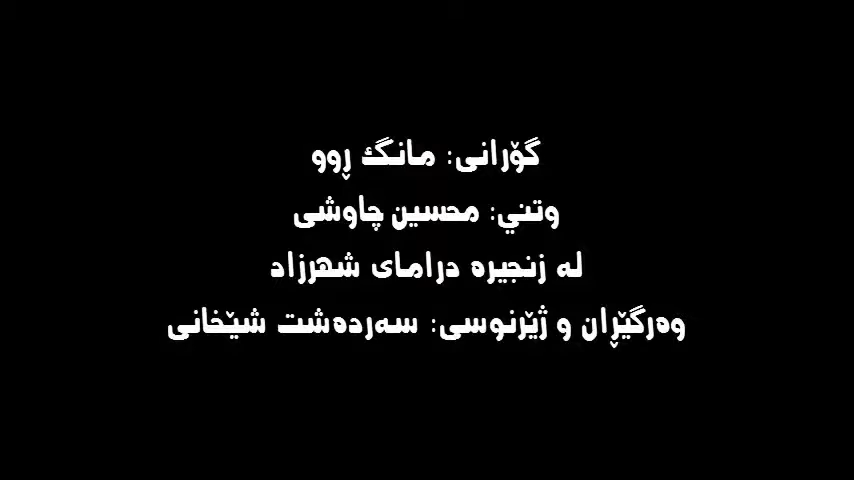 گۆرانی: مانگ ڕوو
وتني: محسین چاوشی
له زنجیره درامای شهرزاد
وەرگێڕان و ژێرنوسی: سەردەشت شێخانی